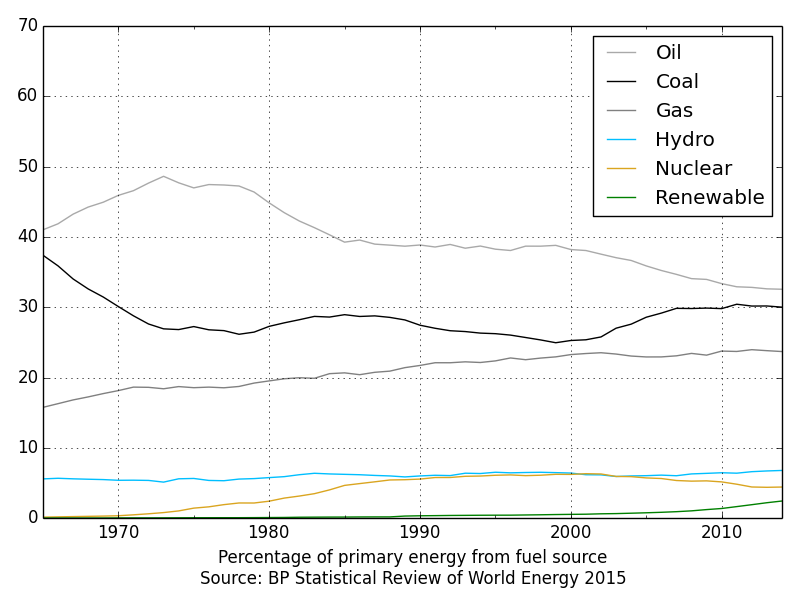 70
60
50
40
30
20
10
0
1970
1980
1990
2000
2010
Oil
Coal
Gas
Hydro
Nuclear
Renewable
Percentage of primary energy from fuel source
Source: BP Statistical Review of World Energy 2015